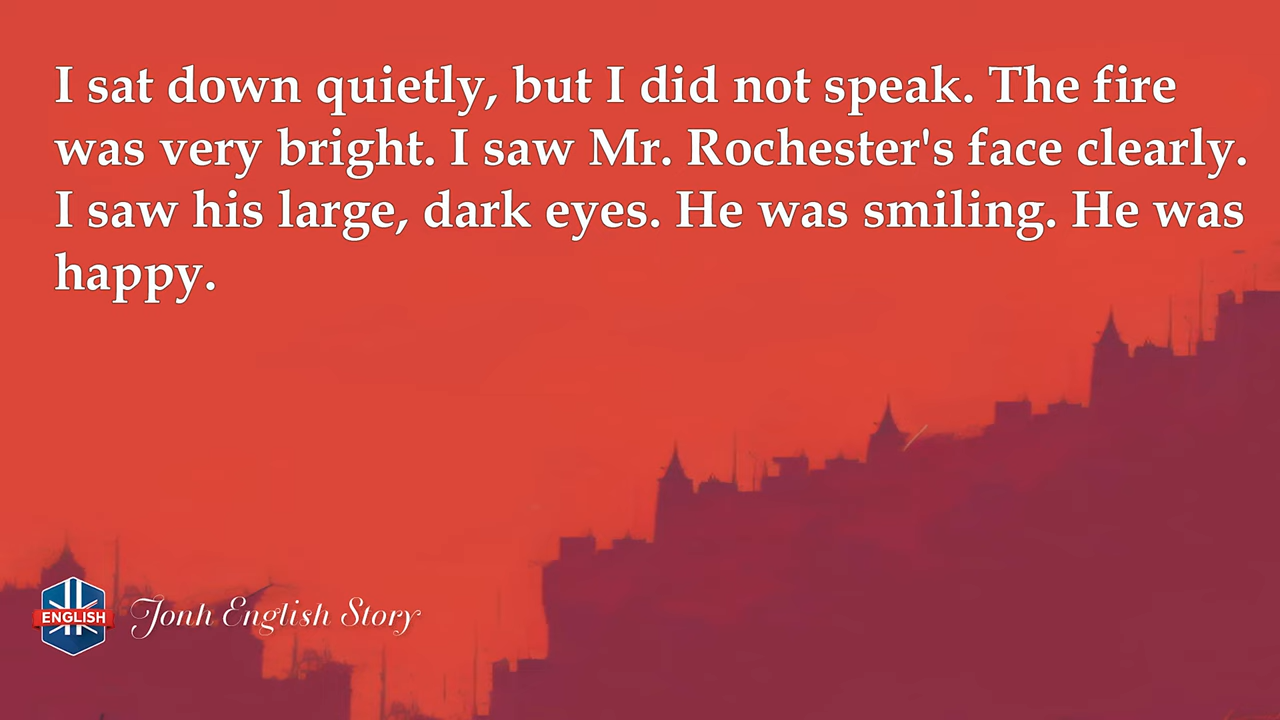 I sat down quietly, but I did not speak. The fire
was very bright. I saw Mr. Rochester's face clearly.
I saw his large, dark eyes. He was smiling. He was
happy.
ENGLISH
Jonh English Story